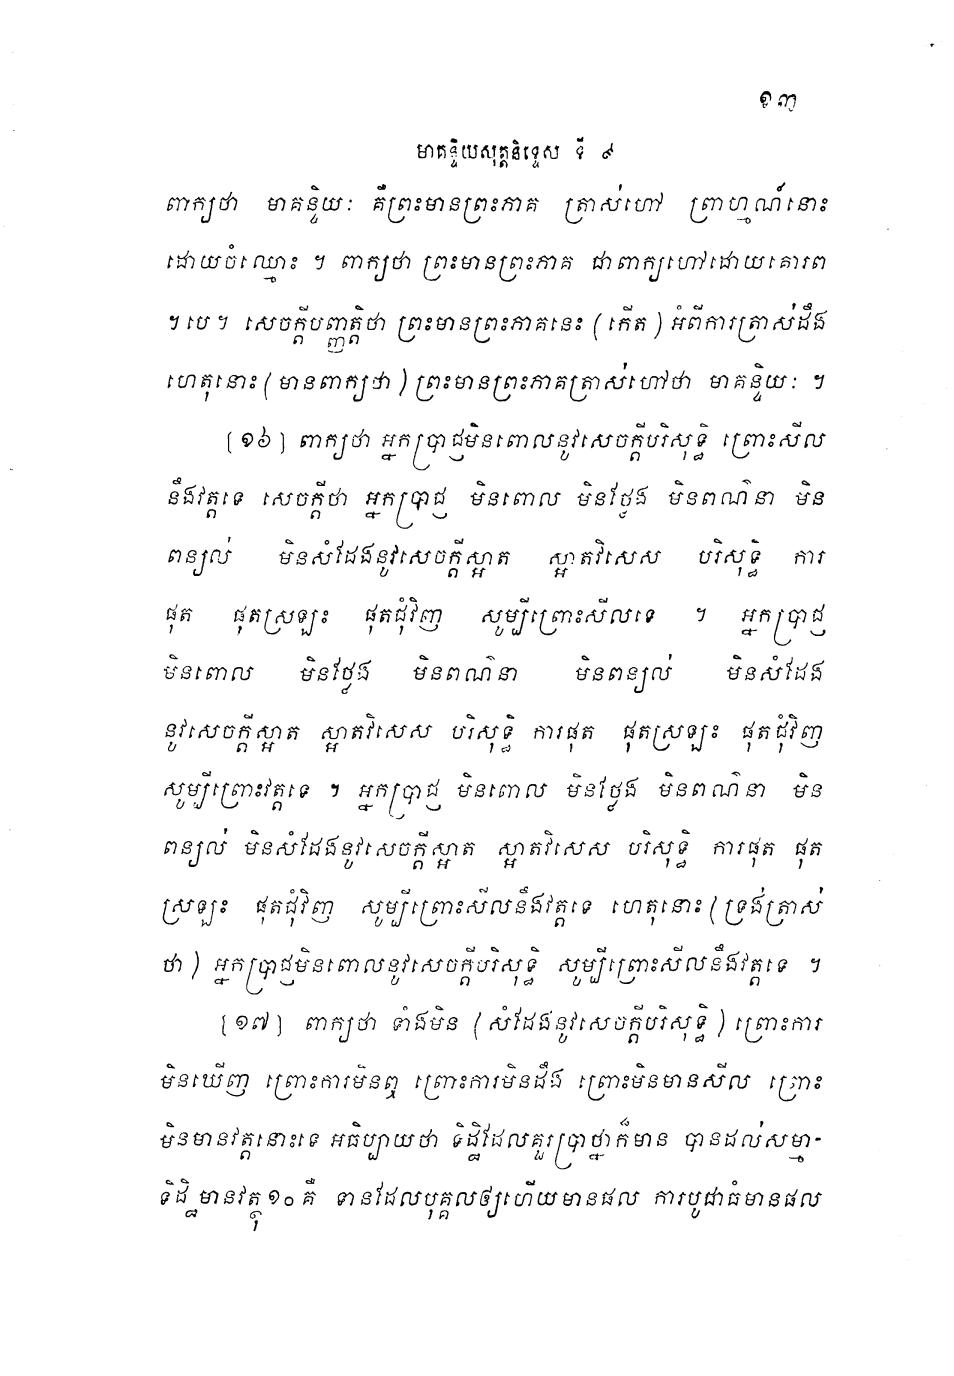 ១៣
មាគន្ទិយសុត្តនិទ្ទេស ទី ៩
ពាក្យថា មាគន្ទិយៈ គឺព្រះមានព្រះភាគ ត្រាស់ហៅ ព្រាហ្មណ៍នោះ
ដោយចំឈ្មោះ ។ ពាក្យថា ព្រះមានព្រះភាគ ជាពាក្យហៅដោយគោរព
។បេ។ សេចក្តីបញ្ញត្តិថា ព្រះមានព្រះភាគនេះ (កើត) អំពីការត្រាស់ដឹង
ហេតុនោះ (មានពាក្យថា) ព្រះមានព្រះភាគត្រាស់ហៅថា មាគន្ទិយៈ ។
[១៦] ពាក្យថា អ្នកប្រាជ្ញមិនពោលនូវសេចក្តីបរិសុទ្ធិ ព្រោះសីល
នឹងវត្តទេ សេចក្តីថា អ្នកប្រាជ្ញ មិនពោល មិនថ្លែង មិនពណ៌នា មិន
ពន្យល់ មិនសំដែងនូវសេចក្តីស្អាត ស្អាតវិសេស បរិសុទ្ធិ ការ
ផុត ផុតស្រឡះ ផុតជុំវិញ សូម្បីព្រោះសីលទេ ។ អ្នកប្រាជ្ញ
មិនពោល មិនថ្លែង មិនពណ៌នា មិនពន្យល់ មិនសំដែង
នូវសេចក្តីស្អាត ស្អាតវិសេស បរិសុទ្ធិ ការផុត ផុតស្រឡះ ផុតជុំវិញ
សូម្បីព្រោះវត្តទេ ។ អ្នកប្រាជ្ញ មិនពោល មិនថ្លែង មិនពណ៌នា មិន
ពន្យល់ មិនសំដែងនូវសេចក្តីស្អាត ស្អាតវិសេស បរិសុទ្ធិ ការផុត ផុត
ស្រឡះ ផុតជុំវិញ សូម្បីព្រោះសីលនឹងវត្តទេ ហេតុនោះ (ទ្រង់ត្រាស់
ថា) អ្នកប្រាជ្ញមិនពោលនូវសេចក្តីបរិសុទ្ធិ សូម្បីព្រោះសីលនឹងវត្តទេ ។
[១៧] ពាក្យថា ទាំងមិន (សំដែងនូវសេចក្តីបរិសុទ្ធិ) ព្រោះការ
មិនឃើញ ព្រោះការមិនឮ ព្រោះការមិនដឹង ព្រោះមិនមានសីល ព្រោះ
មិនមានវត្តនោះទេ អធិប្បាយថា ទិដ្ឋិដែលគួរប្រាថ្នាក៏មាន បានដល់សម្មា-
ទិដ្ឋិ មានវត្ថុ ១០ គឺ ទានដែលបុគ្គលឲ្យហើយមានផល ការបូជាធំមានផល